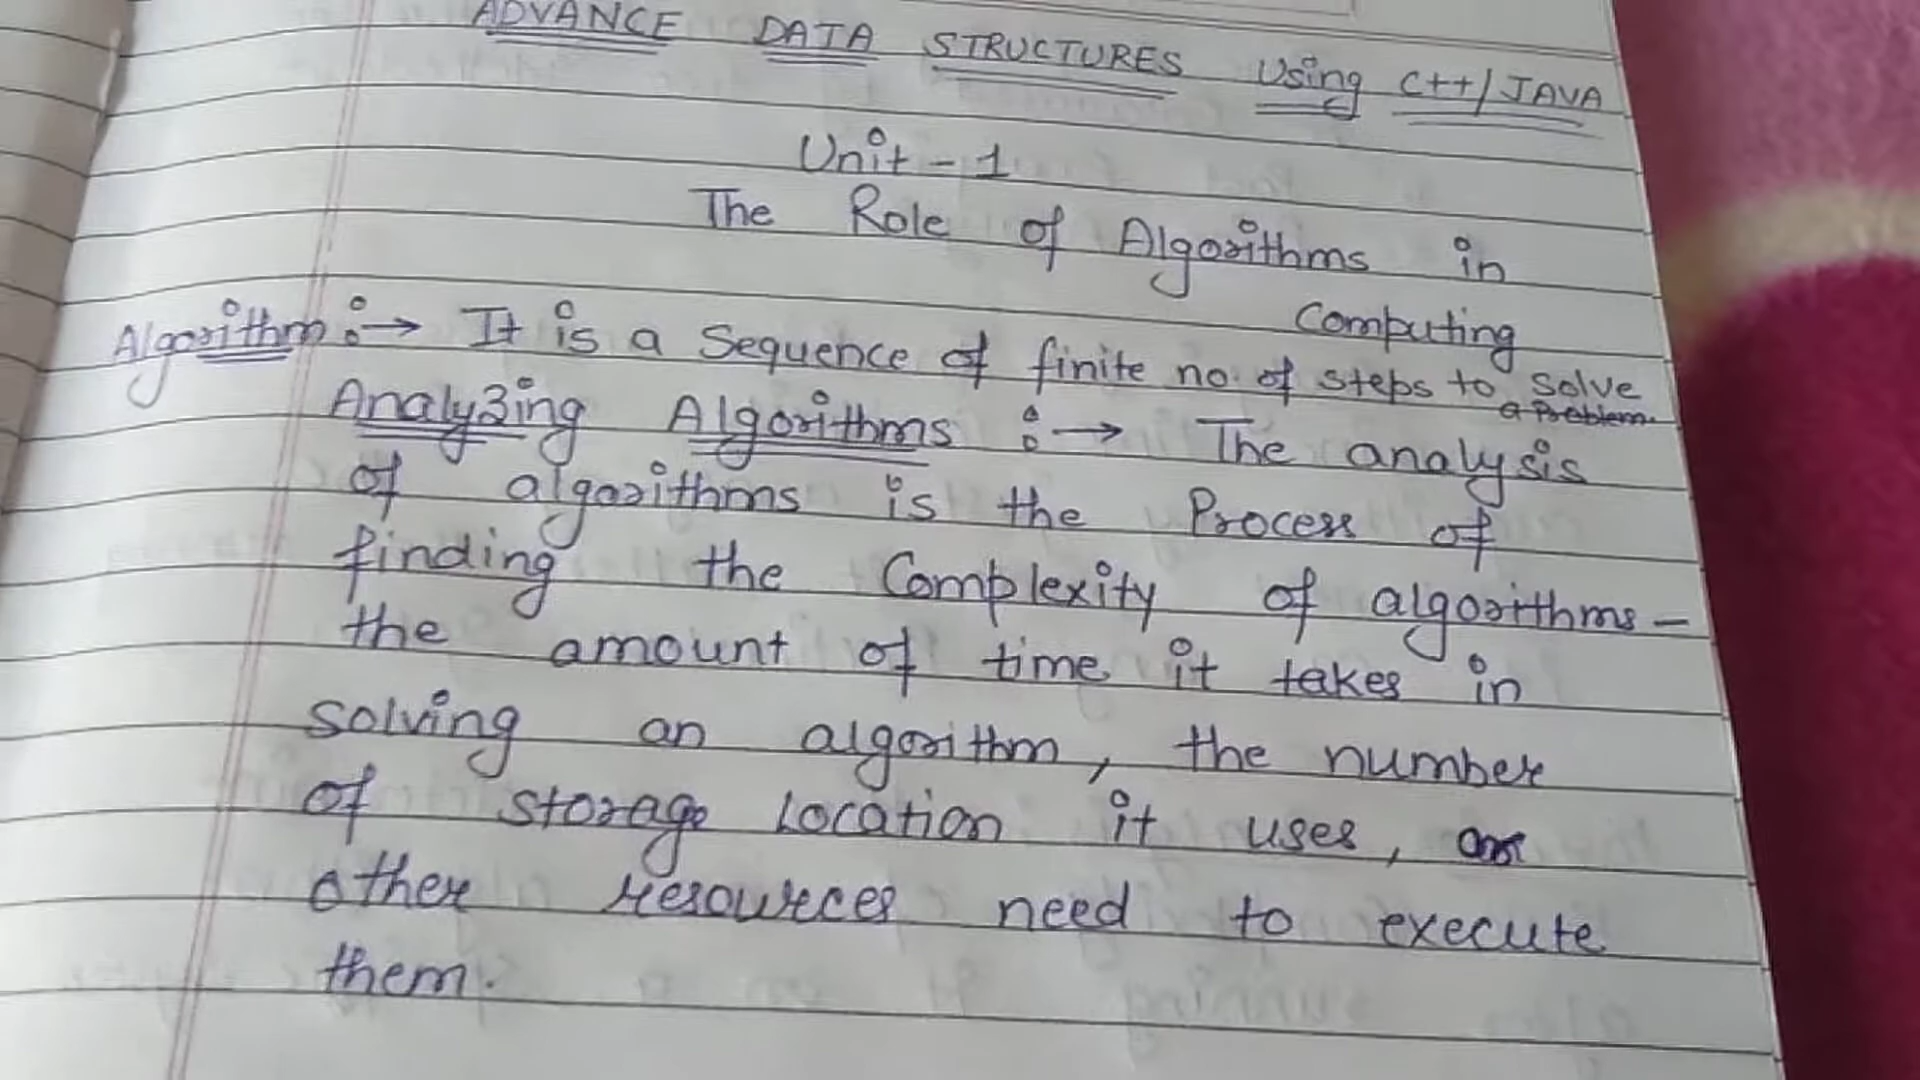 ADVANCE DATA STRUCTURES Using C++/JAVA
Unit-1
The Role of Algorithms in
Computing
Algorithm :→ It is a Sequence of finite no. of steps to solve
a Problem.
Analyzing Algorithms :→ The analysis
of algorithms is the Process of
finding the Complexity of algorithms -
the amount of time it takes in
solving an algorithm, the number
of storage Location it uses, or
other resources need to execute
them.